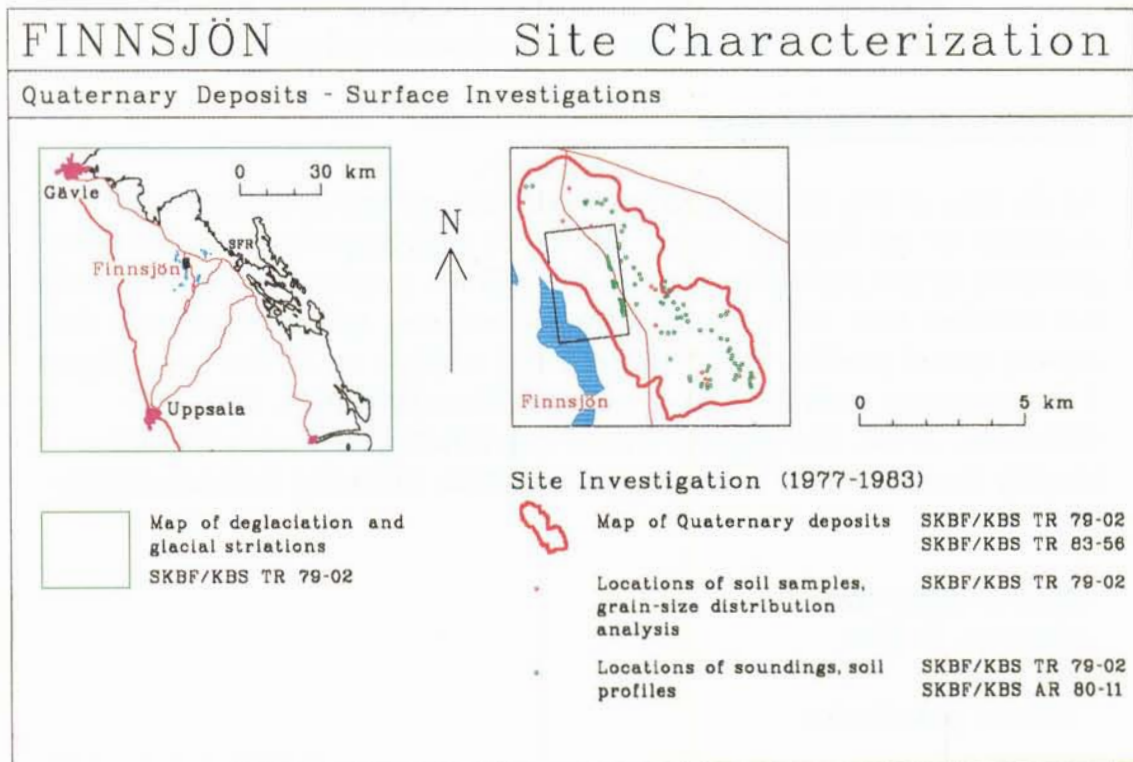 FINNSJÖN Site Characterization
Quaternary Deposits - Surface Investigations
0 30 km
Gävle
SFR
Finnsjön
Uppsala
N
Finnsjön
0 5 km
Map of deglaciation and
glacial striations
SKBF/KBS TR 79-02
Site Investigation (1977-1983)
Map of Quaternary deposits SKBF/KBS TR 79-02
SKBF/KBS TR 83-56
Locations of soil samples, SKBF/KBS TR 79-02
grain-size distribution
analysis
Locations of soundings, soil SKBF/KBS TR 79-02
profiles SKBF/KBS AR 80-11